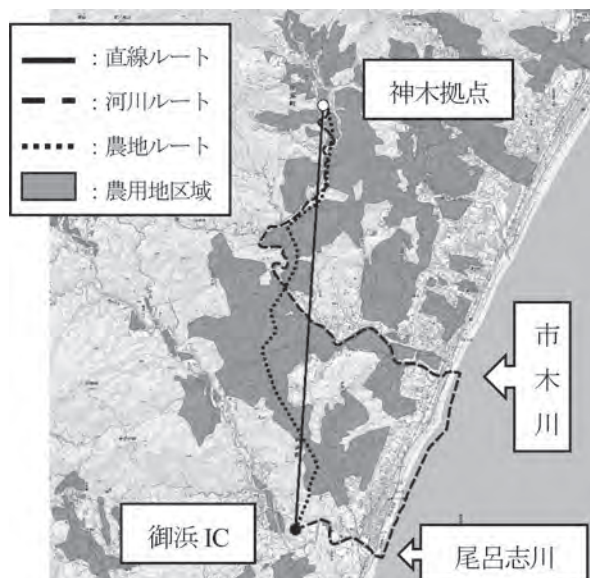 ：直線ルート
：河川ルート
：農地ルート
：農用地区域
神木拠点
市木川
御浜 IC
尾呂志川